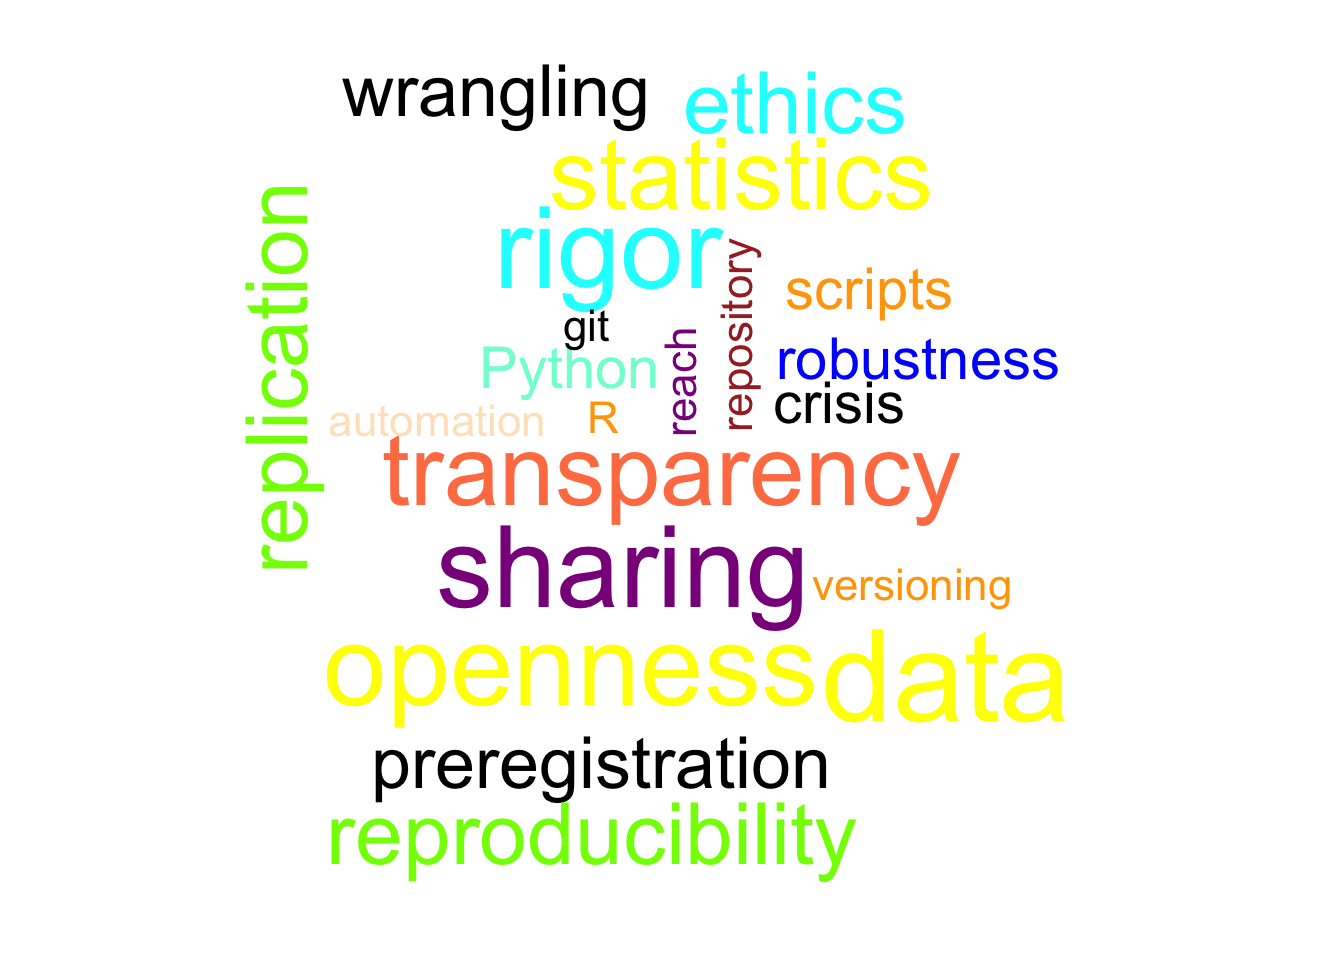 wrangling
ethics
statistics
replication
rigor
repository
scripts
git
reach
Python
robustness
crisis
automation
R
transparency
sharing
versioning
openness
data
preregistration
reproducibility